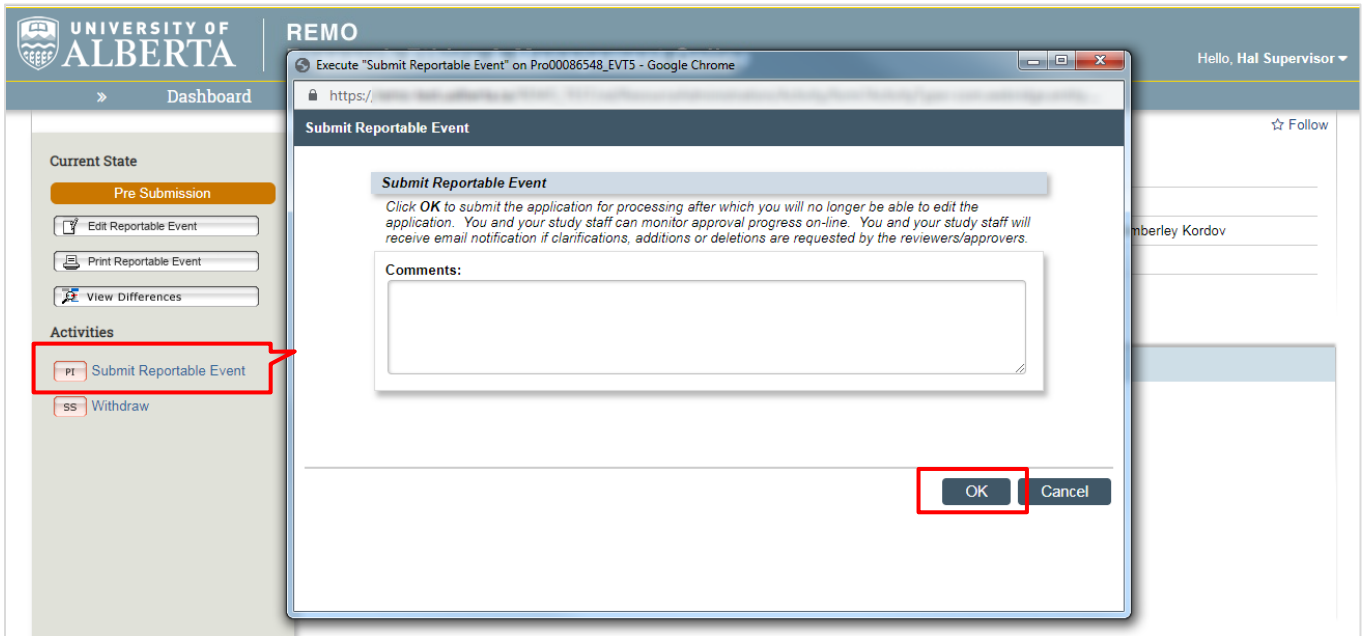 UNIVERSITY OF
ALBERTA
REMO
Hello, Hal Supervisor
» Dashboard
Execute "Submit Reportable Event" on Pro00086548_EVT5 - Google Chrome
https:/
Submit Reportable Event
Follow
Current State
Pre Submission
Edit Reportable Event
Print Reportable Event
View Differences
Activities
PI Submit Reportable Event
SS Withdraw
Submit Reportable Event
Click OK to submit the application for processing after which you will no longer be able to edit the
application. You and your study staff can monitor approval progress on-line. You and your study staff will
receive email notification if clarifications, additions or deletions are requested by the reviewers/approvers.
Comments:
OK Cancel
mberley Kordov